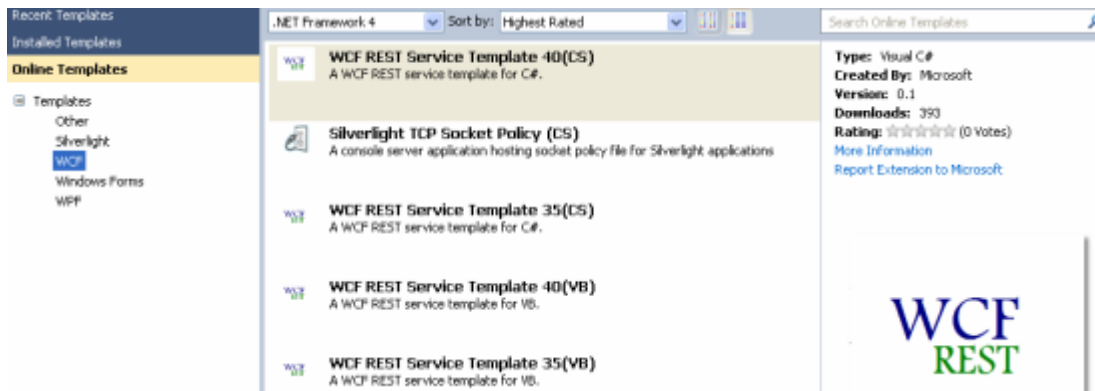 Recent Templates
Installed Templates
Online Templates
Templates
Other
Silverlight
WCF
Windows Forms
WPF
.NET Framework 4
Sort by: Highest Rated
WCF REST Service Template 40(CS)
A WCF REST service template for C#.
Silverlight TCP Socket Policy (CS)
A console server application hosting socket policy file for Silverlight applications
WCF REST Service Template 35(CS)
A WCF REST service template for C#.
WCF REST Service Template 40(VB)
A WCF REST service template for VB.
WCF REST Service Template 35(VB)
A WCF REST service template for VB.
Search Online Templates
Type: Visual C#
Created By: Microsoft
Version: 0.1
Downloads: 393
Rating: (0 Votes)
More Information
Report Extension to Microsoft
WCF
REST